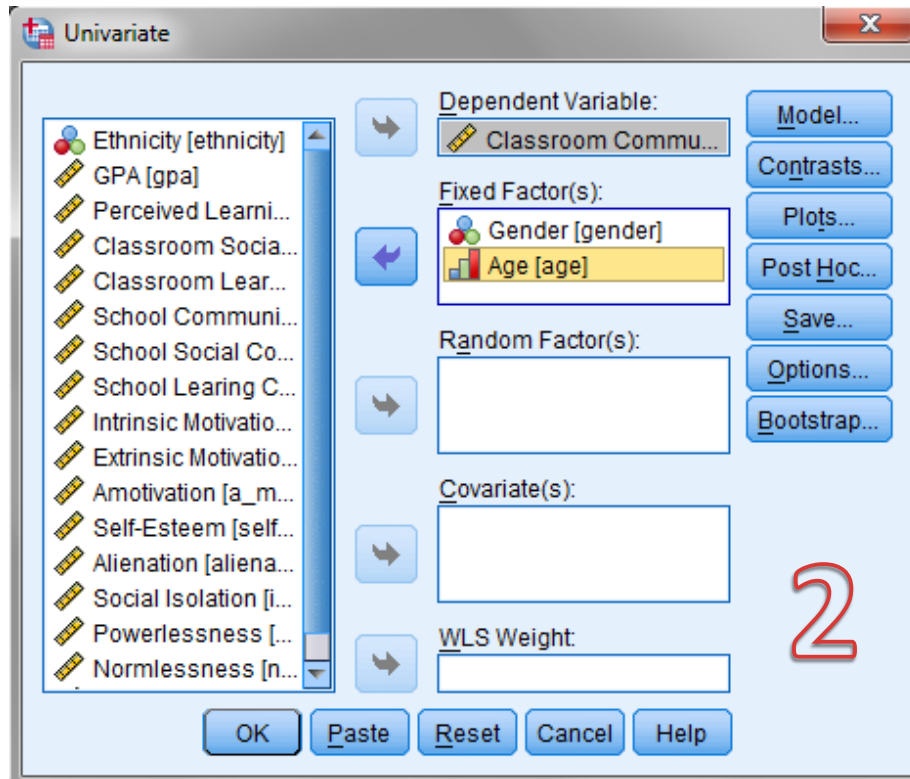 Univariate
Dependent Variable:
Classroom Commu...
Fixed Factor(s):
Gender [gender]
Age [age]
Random Factor(s):
Covariate(s):
WLS Weight:
Ethnicity [ethnicity]
GPA [gpa]
Perceived Learni...
Classroom Socia...
Classroom Lear...
School Communi...
School Social Co...
School Learing C...
Intrinsic Motivatio...
Extrinsic Motivatio...
Amotivation [a_m...
Self-Esteem [self...
Alienation [aliena...
Social Isolation [i...
Powerlessness [...
Normlessness [n...
Model...
Contrasts...
Plots...
Post Hoc...
Save...
Options...
Bootstrap...
2
OK Paste Reset Cancel Help